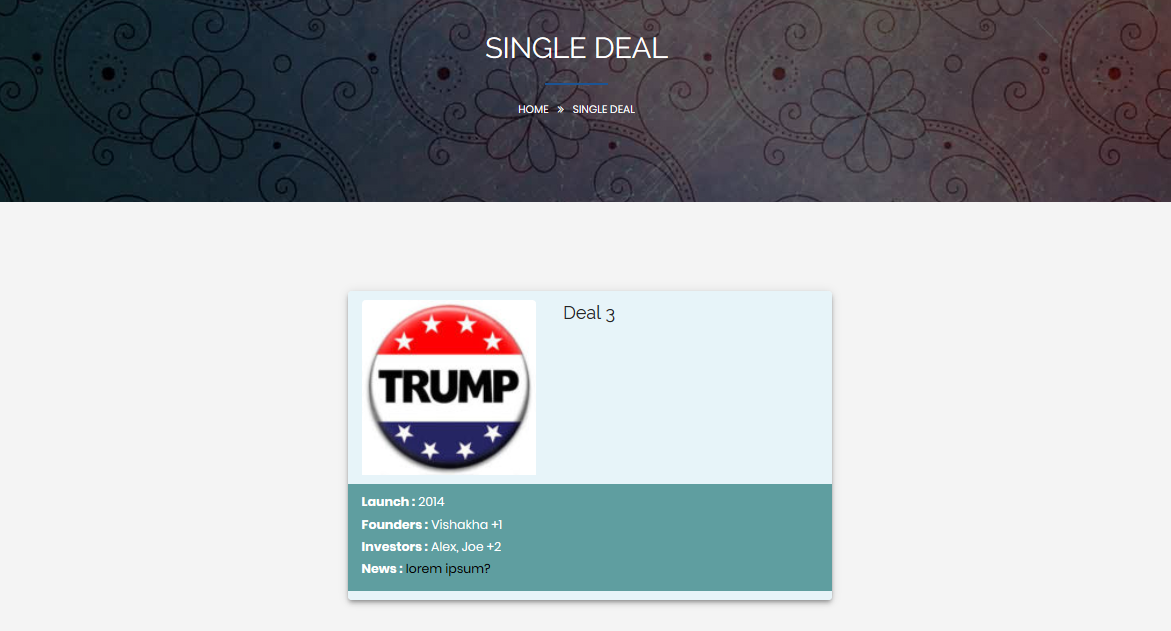 SINGLE DEAL
HOME » SINGLE DEAL
TRUMP
Deal 3
Launch : 2014
Founders : Vishakha +1
Investors : Alex, Joe +2
News : lorem ipsum?